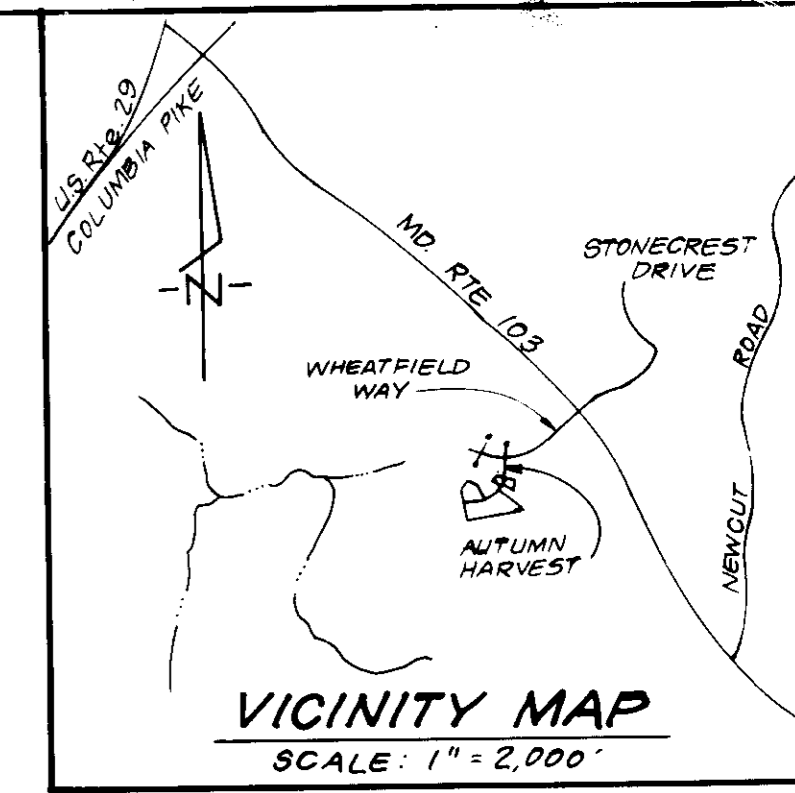 U.S. Rte. 29
COLUMBIA PIKE
-N-
MD. RTE 103
STONECREST
DRIVE
WHEATFIELD
WAY
NEWCUT ROAD
AUTUMN
HARVEST
VICINITY MAP
SCALE: 1" = 2,000'